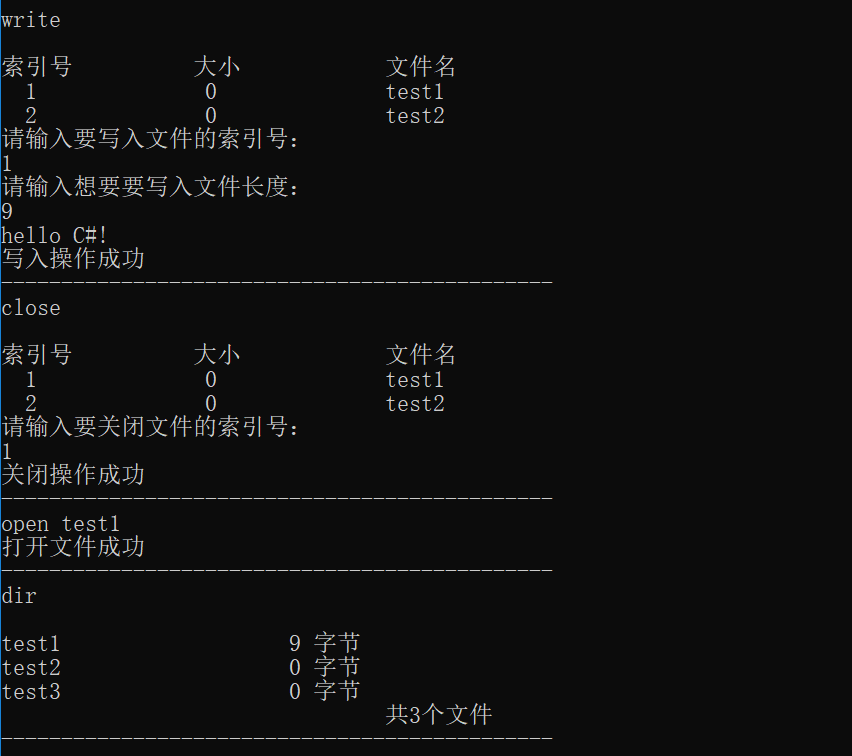 write
索引号 大小 文件名
1 0 test1
2 0 test2
请输入要写入文件的索引号:
1
请输入想要要写入文件长度:
9
hello C#!
写入操作成功
----------------------------------------------
close
索引号 大小 文件名
1 0 test1
2 0 test2
请输入要关闭文件的索引号:
1
关闭操作成功
----------------------------------------------
open test1
打开文件成功
----------------------------------------------
dir
test1 9 字节
test2 0 字节
test3 0 字节
共3个文件
----------------------------------------------